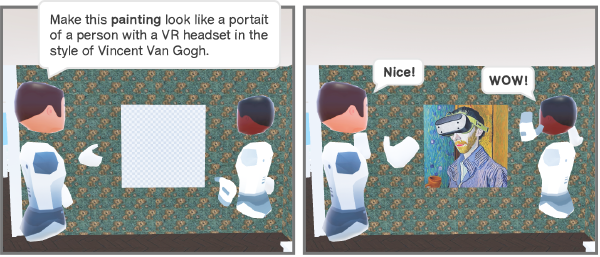 Make this painting look like a portait
of a person with a VR headset in the
style of Vincent Van Gogh.
Nice!
WOW!